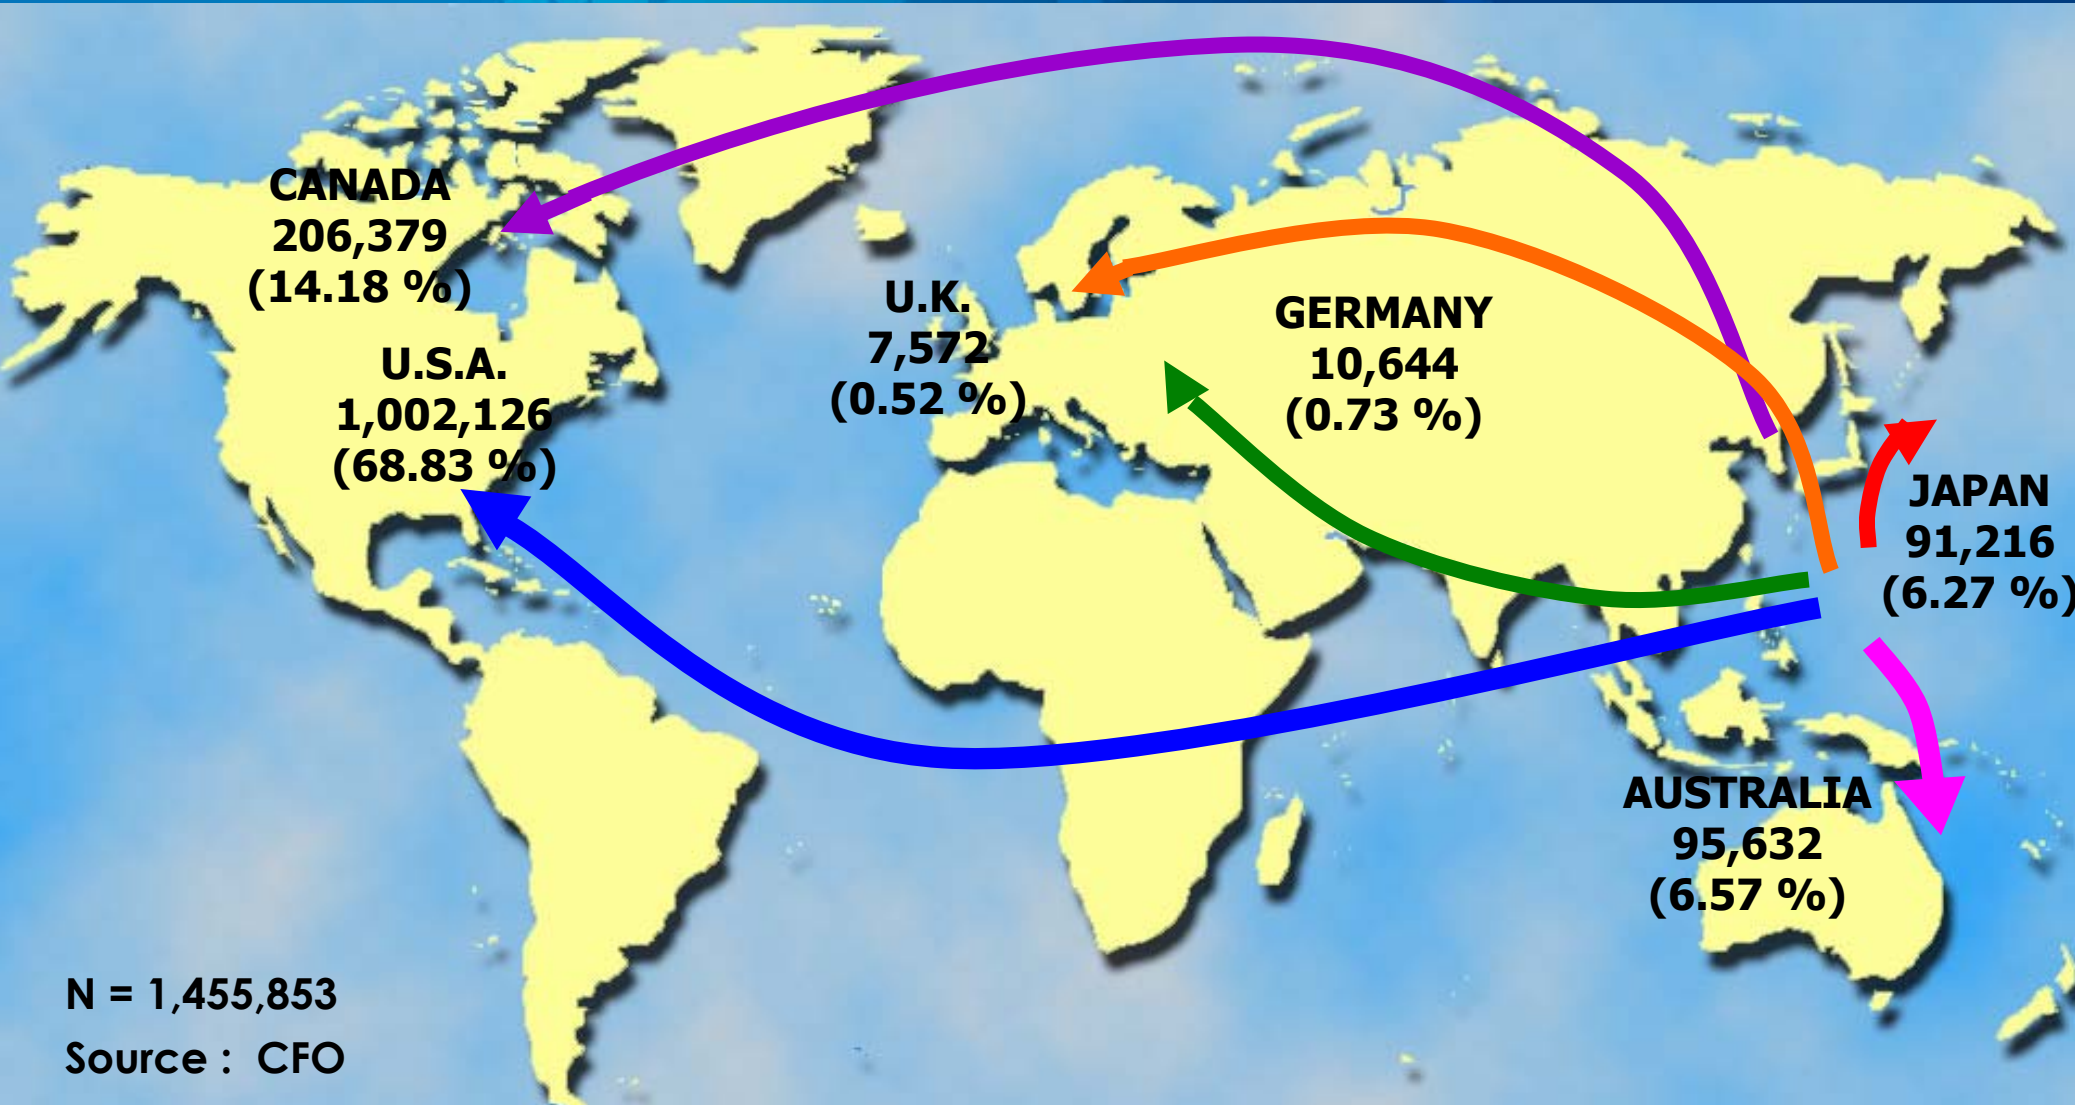 CANADA
206,379
(14.18 %)
U.S.A.
1,002,126
(68.83 %)
U.K.
7,572
(0.52 %)
GERMANY
10,644
(0.73 %)
JAPAN
91,216
(6.27 %)
AUSTRALIA
95,632
(6.57 %)
N = 1,455,853
Source : CFO